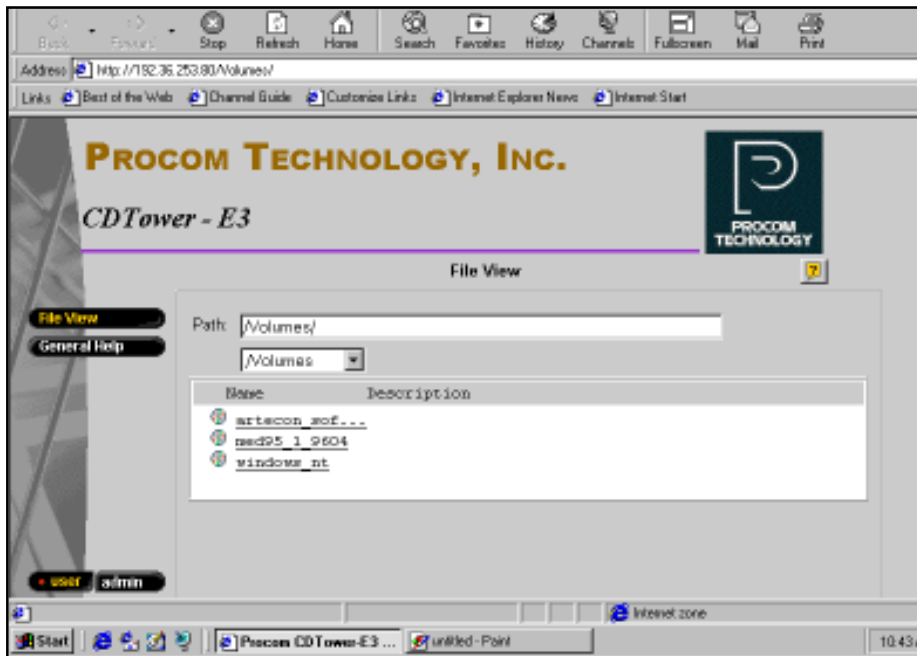 Back Forward Stop Refresh Home Search Favorites History Channels Fullscreen Mail Print
Address http://192.36.253.80/Volumes/
Links Best of the Web Channel Guide Customize Links Internet Explorer News Internet Start
PROCOM TECHNOLOGY, INC.
CDTower - E3
PROCOM
TECHNOLOGY
File View
File View
General Help
Path: /Volumes/
/Volumes
Name Description
artecon_sof...
med95_1_9604
windows_nt
user admin
Internet zone
Start Procom CDTower-E3 ... untitled - Paint 10:43